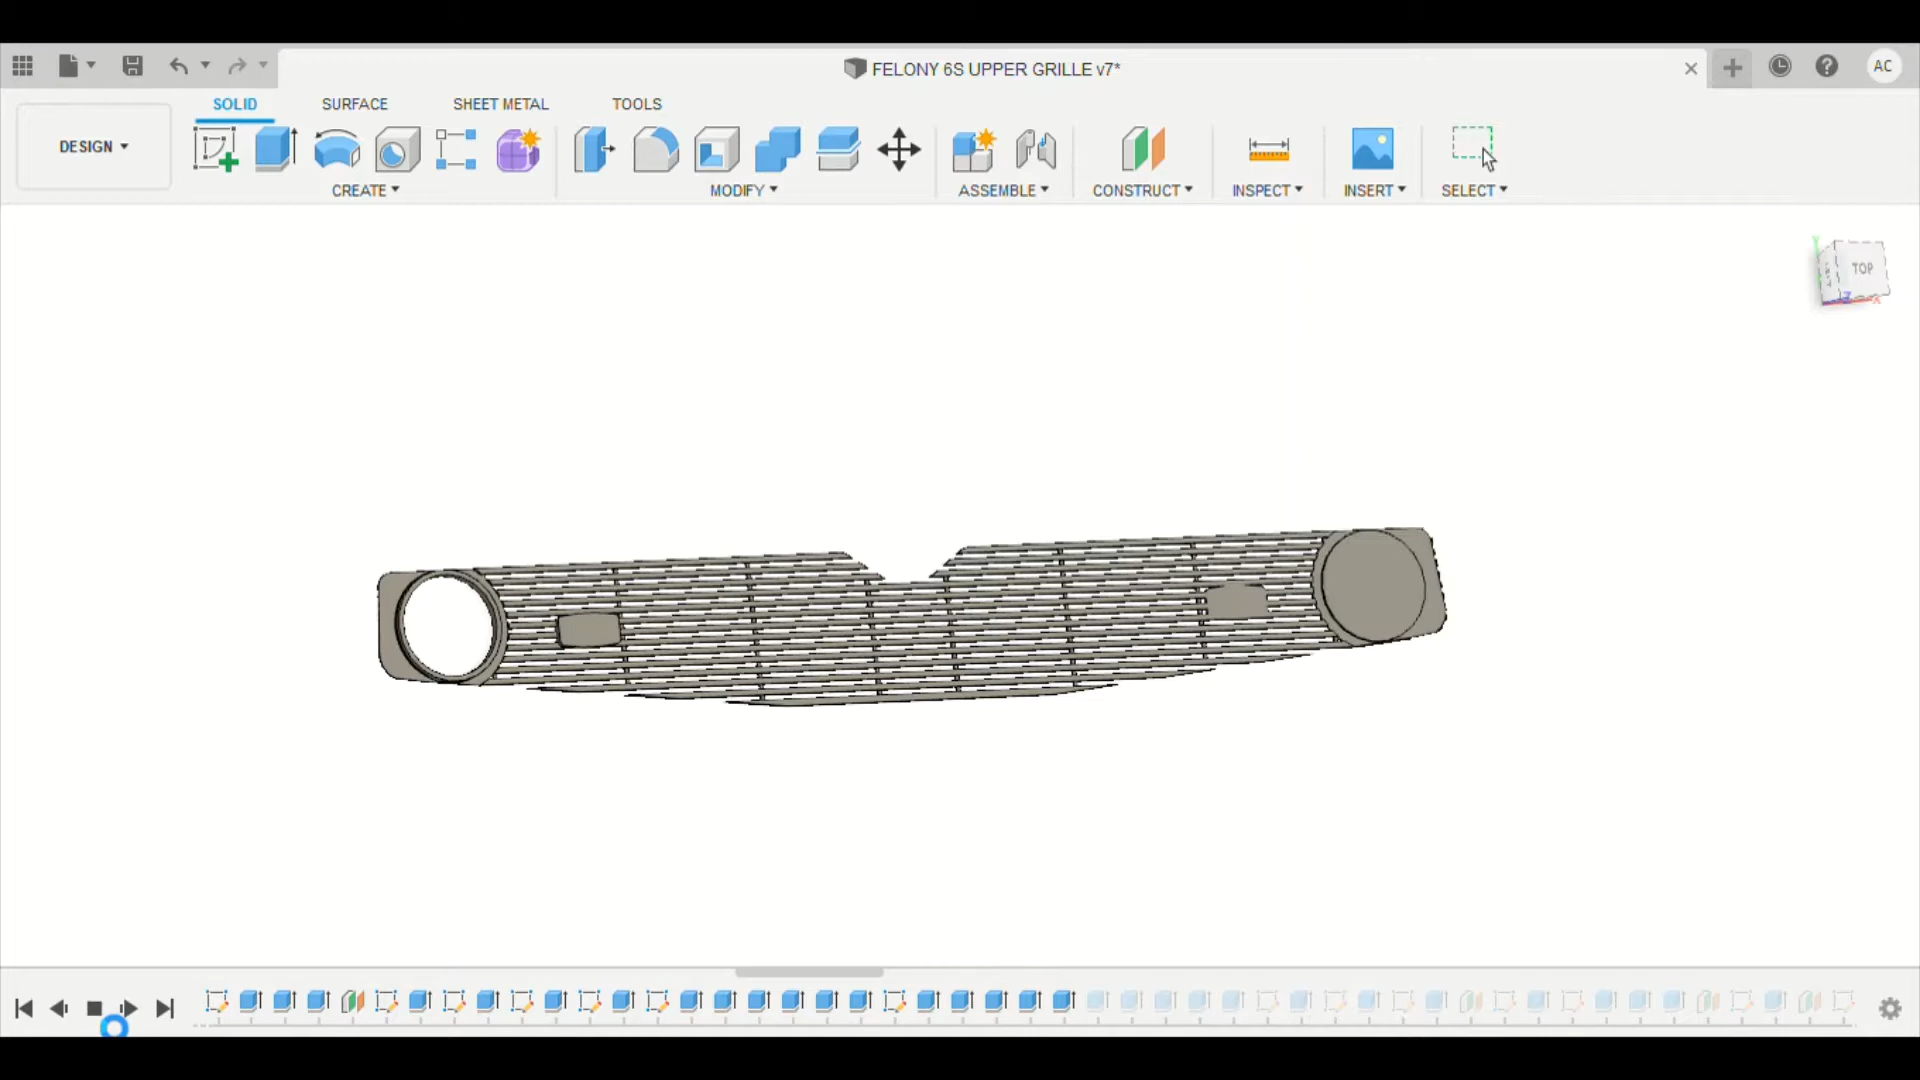 FELONY 6S UPPER GRILLE v7*
AC
SOLID
SURFACE
SHEET METAL
TOOLS
DESIGN
CREATE
MODIFY
ASSEMBLE
CONSTRUCT
INSPECT
INSERT
SELECT
Y
TOP
LEFT
Z
X